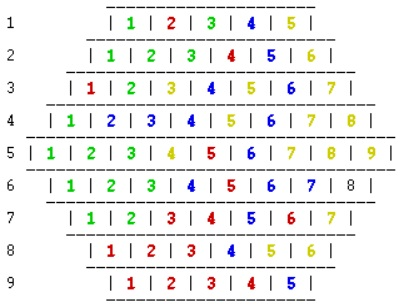 1 | 1 | 2 | 3 | 4 | 5 |
2 | 1 | 2 | 3 | 4 | 5 | 6 |
3 | 1 | 2 | 3 | 4 | 5 | 6 | 7 |
4 | 1 | 2 | 3 | 4 | 5 | 6 | 7 | 8 |
5 | 1 | 2 | 3 | 4 | 5 | 6 | 7 | 8 | 9 |
6 | 1 | 2 | 3 | 4 | 5 | 6 | 7 | 8 |
7 | 1 | 2 | 3 | 4 | 5 | 6 | 7 |
8 | 1 | 2 | 3 | 4 | 5 | 6 |
9 | 1 | 2 | 3 | 4 | 5 |